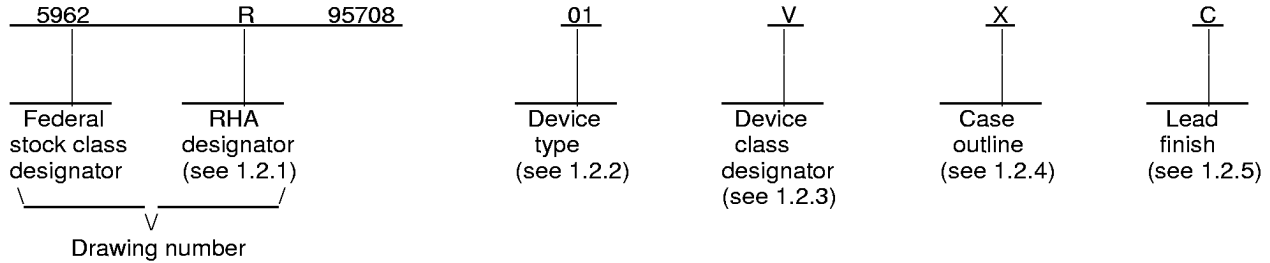 5962 R 95708 01 V X C
Federal stock class designator
RHA designator (see 1.2.1)
Device type (see 1.2.2)
Device class designator (see 1.2.3)
Case outline (see 1.2.4)
Lead finish (see 1.2.5)
Drawing number